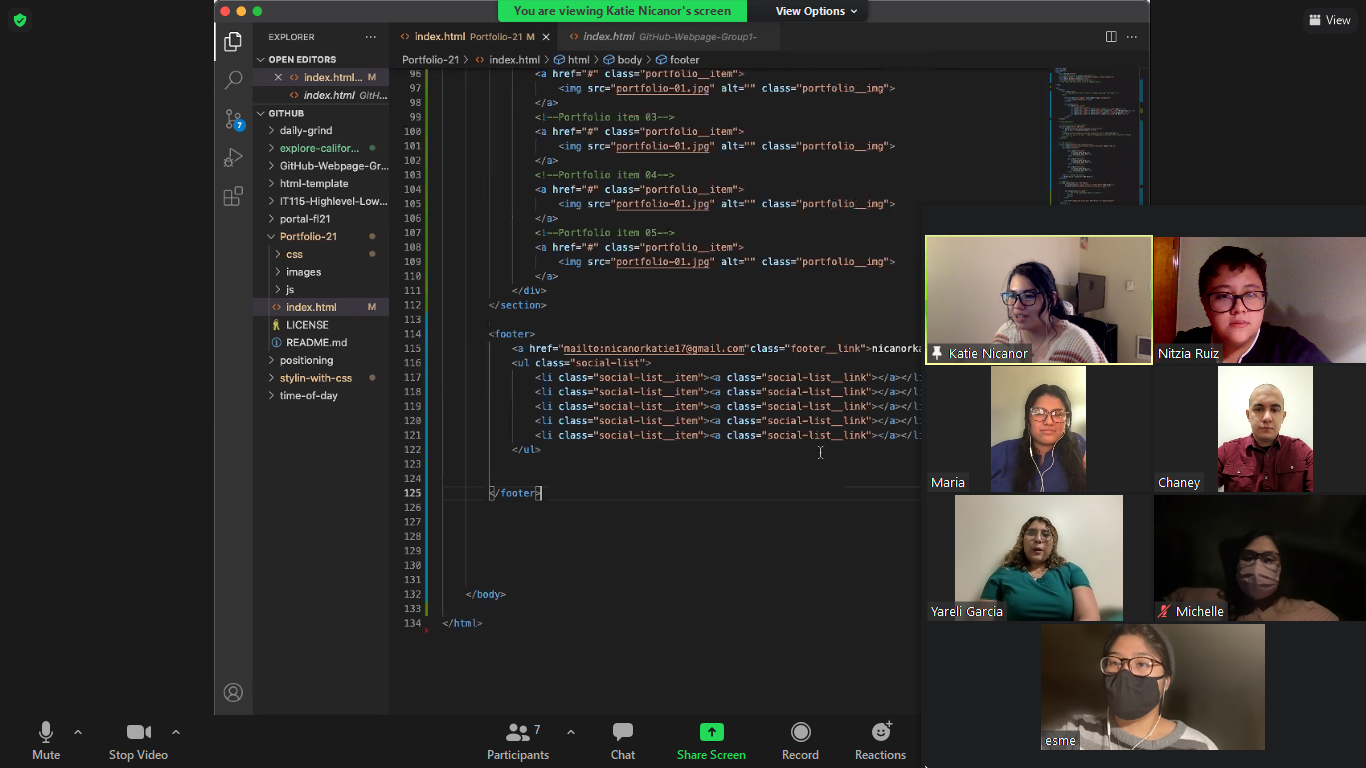 You are viewing Katie Nicanor's screen
View Options
View
EXPLORER
OPEN EDITORS
index.html... M
index.html GitH...
GITHUB
daily-grind
explore-califor...
GitHub-Webpage-Gr...
html-template
IT115-Highlevel-Low...
portal-fl21
Portfolio-21
css
images
js
index.html M
LICENSE
README.md
positioning
stylin-with-css
time-of-day
7
index.html Portfolio-21 M
index.html GitHub-Webpage-Group1-
Portfolio-21 > index.html > html > body > footer
96 <a href="#" class="portfolio__item">
97 <img src="portfolio-01.jpg" alt="" class="portfolio__img">
98 </a>
99 <!--Portfolio item 03-->
100 <a href="#" class="portfolio__item">
101 <img src="portfolio-01.jpg" alt="" class="portfolio__img">
102 </a>
103 <!--Portfolio item 04-->
104 <a href="#" class="portfolio__item">
105 <img src="portfolio-01.jpg" alt="" class="portfolio__img">
106 </a>
107 <!--Portfolio item 05-->
108 <a href="#" class="portfolio__item">
109 <img src="portfolio-01.jpg" alt="" class="portfolio__img">
110 </a>
111 </div>
112 </section>
113
114 <footer>
115 <a href="mailto:nicanorkatie17@gmail.com"class="footer__link">nicanorka
116 <ul class="social-list">
117 <li class="social-list__item"><a class="social-list__link"></a></li
118 <li class="social-list__item"><a class="social-list__link"></a></li
119 <li class="social-list__item"><a class="social-list__link"></a></li
120 <li class="social-list__item"><a class="social-list__link"></a></li
121 <li class="social-list__item"><a class="social-list__link"></a></li
122 </ul>
123
124
125 </footer>
126
127
128
129
130
131
132 </body>
133
134 </html>
Katie Nicanor
Nitzia Ruiz
Maria
Chaney
Yareli Garcia
Michelle
esme
Mute
Stop Video
Participants 7
Chat
Share Screen
Record
Reactions